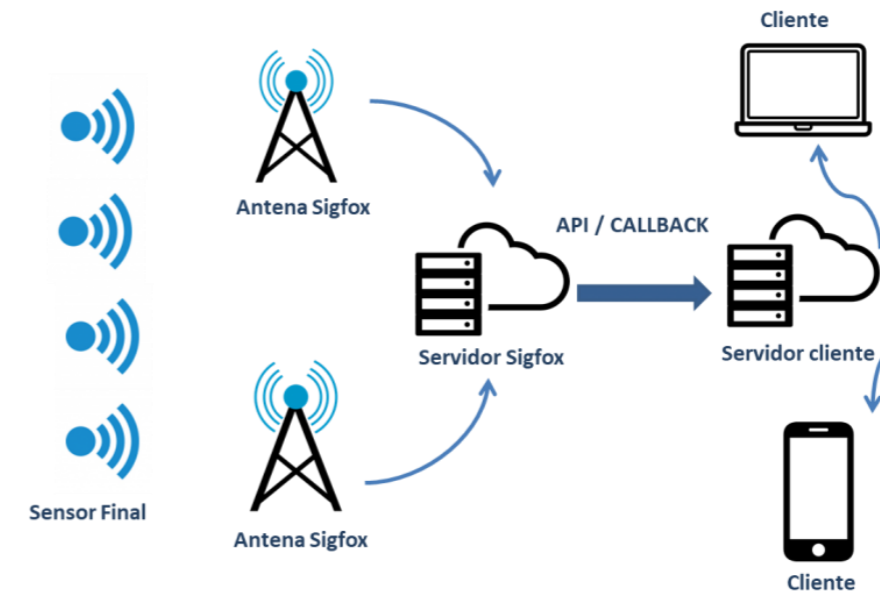 Cliente
Antena Sigfox
API / CALLBACK
Servidor Sigfox
Servidor cliente
Sensor Final
Antena Sigfox
Cliente